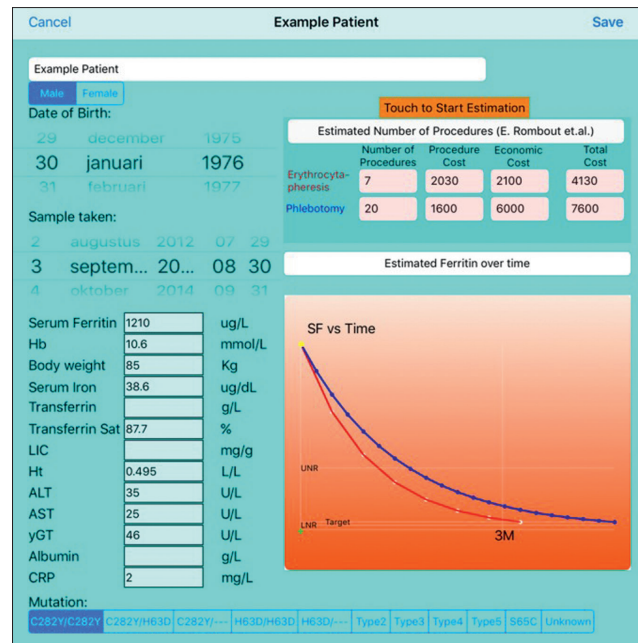 Cancel Example Patient Save
Example Patient
Male Female
Date of Birth:
29 december 1975
30 januari 1976
31 februari 1977
Sample taken:
2 augustus 2012 07 29
3 septem... 20... 08 30
4 oktober 2014 09 31
Serum Ferritin 1210 ug/L
Hb 10.6 mmol/L
Body weight 85 Kg
Serum Iron 38.6 ug/dL
Transferrin g/L
Transferrin Sat 87.7 %
LIC mg/g
Ht 0.495 L/L
ALT 35 U/L
AST 25 U/L
yGT 46 U/L
Albumin g/L
CRP 2 mg/L
Touch to Start Estimation
Estimated Number of Procedures (E. Rombout et.al.)
Number of Procedure Economic Total
Procedures Cost Cost Cost
Erythrocyta-
pheresis 7 2030 2100 4130
Phlebotomy 20 1600 6000 7600
Estimated Ferritin over time
SF vs Time
UNR
LNR Target
3M
Mutation:
C282Y/C282Y C282Y/H63D C282Y/--- H63D/H63D H63D/--- Type2 Type3 Type4 Type5 S65C Unknown